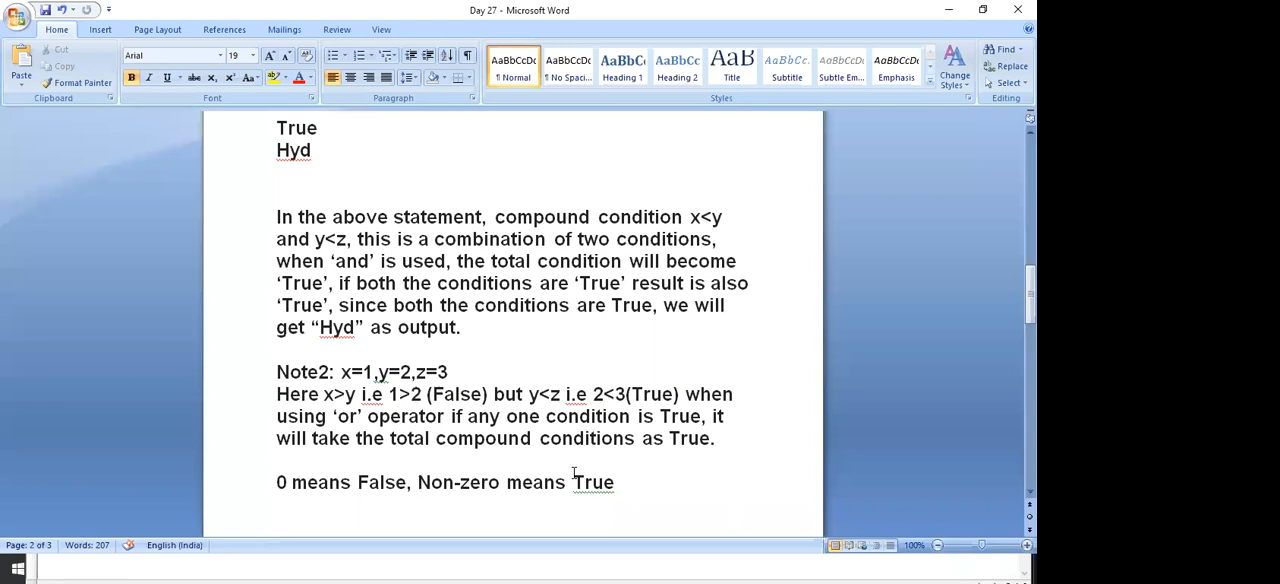 Day 27 - Microsoft Word
Home Insert Page Layout References Mailings Review View
Paste
Cut
Copy
Format Painter
Clipboard
Arial 19
Font
Paragraph
AaBbCcDc AaBbCcDc AaBbC AaBbCc AaB AaBbCc. AaBbCcDc AaBbCcDc
¶ Normal ¶ No Spaci... Heading 1 Heading 2 Title Subtitle Subtle Em... Emphasis
Change Styles
Styles
Find
Replace
Select
Editing
True
Hyd
In the above statement, compound condition x<y
and y<z, this is a combination of two conditions,
when ‘and’ is used, the total condition will become
‘True’, if both the conditions are ‘True’ result is also
‘True’, since both the conditions are True, we will
get “Hyd” as output.
Note2: x=1,y=2,z=3
Here x>y i.e 1>2 (False) but y<z i.e 2<3(True) when
using ‘or’ operator if any one condition is True, it
will take the total compound conditions as True.
0 means False, Non-zero means True
Page: 2 of 3 Words: 207 English (India) 100%